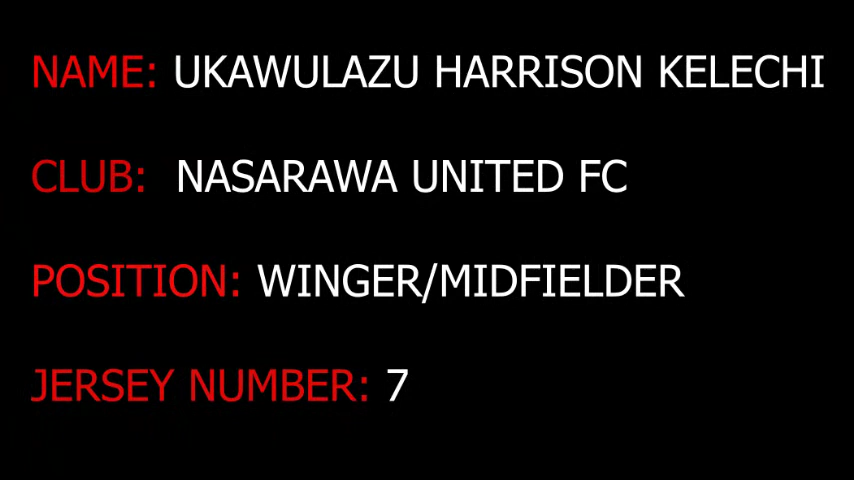 NAME: UKAWULAZU HARRISON KELECHI
CLUB: NASARAWA UNITED FC
POSITION: WINGER/MIDFIELDER
JERSEY NUMBER: 7